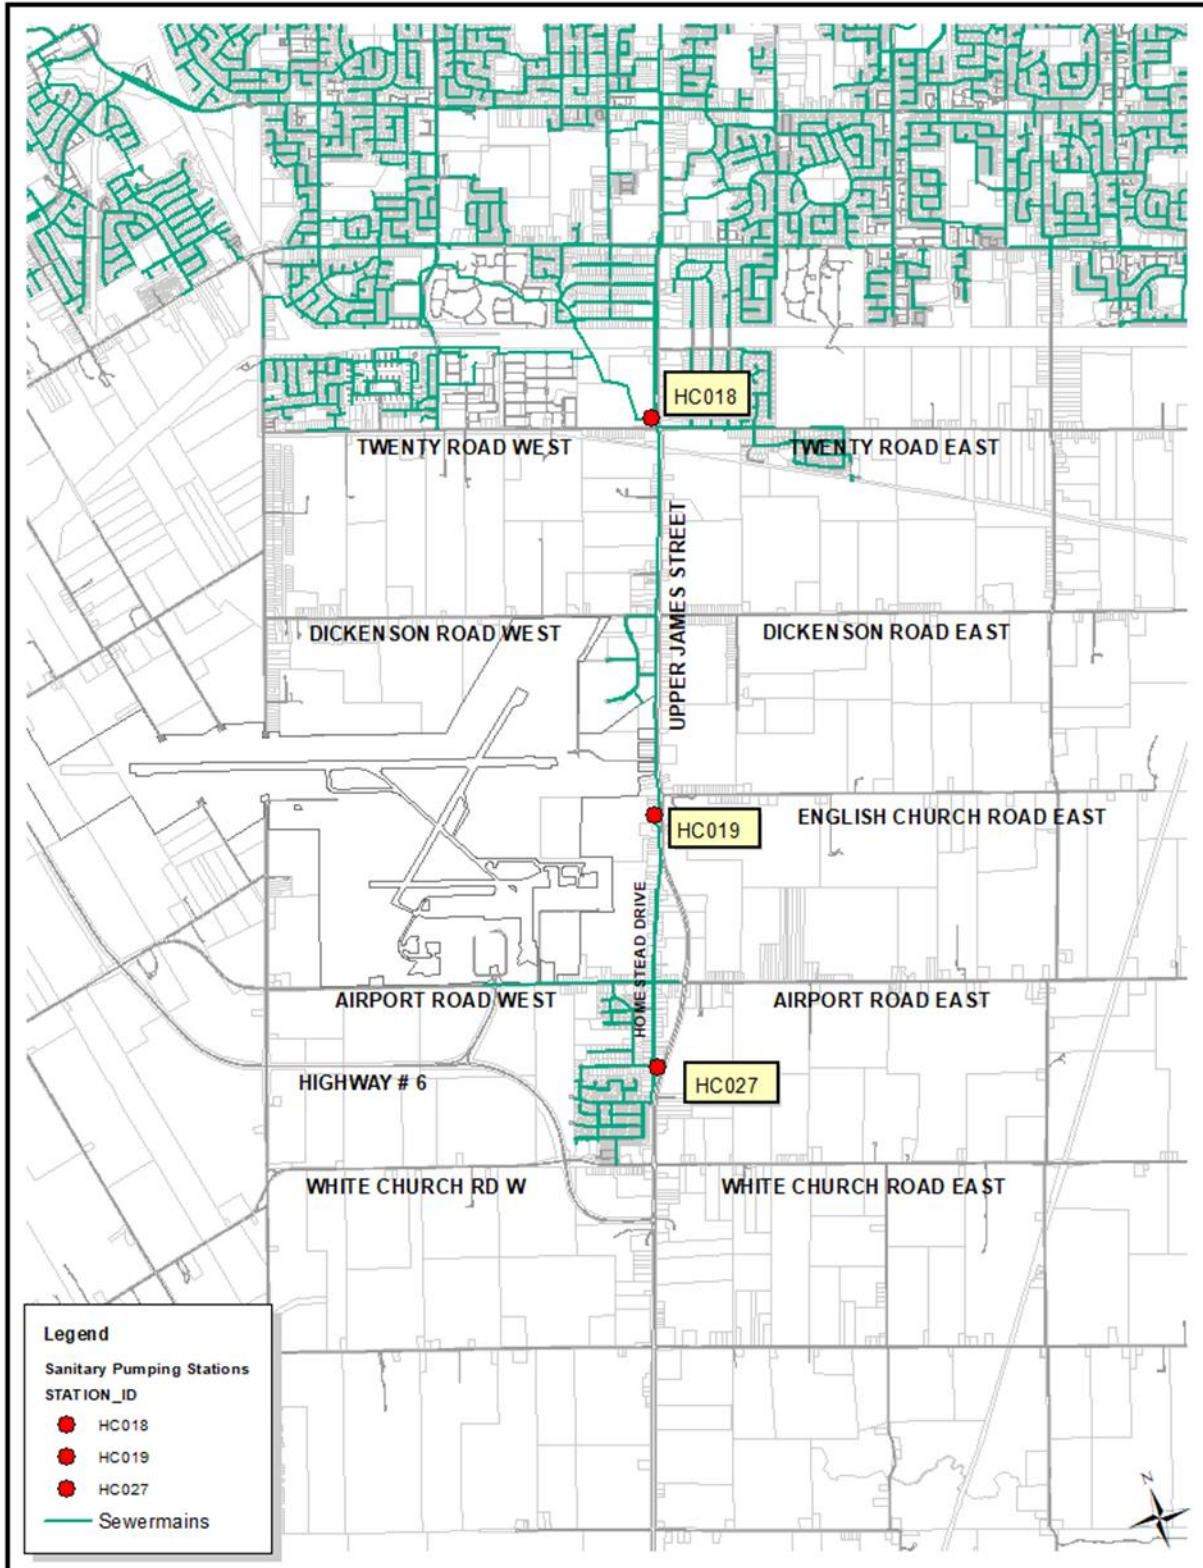 HC018
TWENTY ROAD WEST
TWENTY ROAD EAST
UPPER JAMES STREET
DICKENSON ROAD WEST
DICKENSON ROAD EAST
HC019
ENGLISH CHURCH ROAD EAST
HOMESTEAD DRIVE
AIRPORT ROAD WEST
AIRPORT ROAD EAST
HIGHWAY # 6
HC027
WHITE CHURCH RD W
WHITE CHURCH ROAD EAST
Legend
Sanitary Pumping Stations
STATION_ID
HC018
HC019
HC027
Sewermains
N